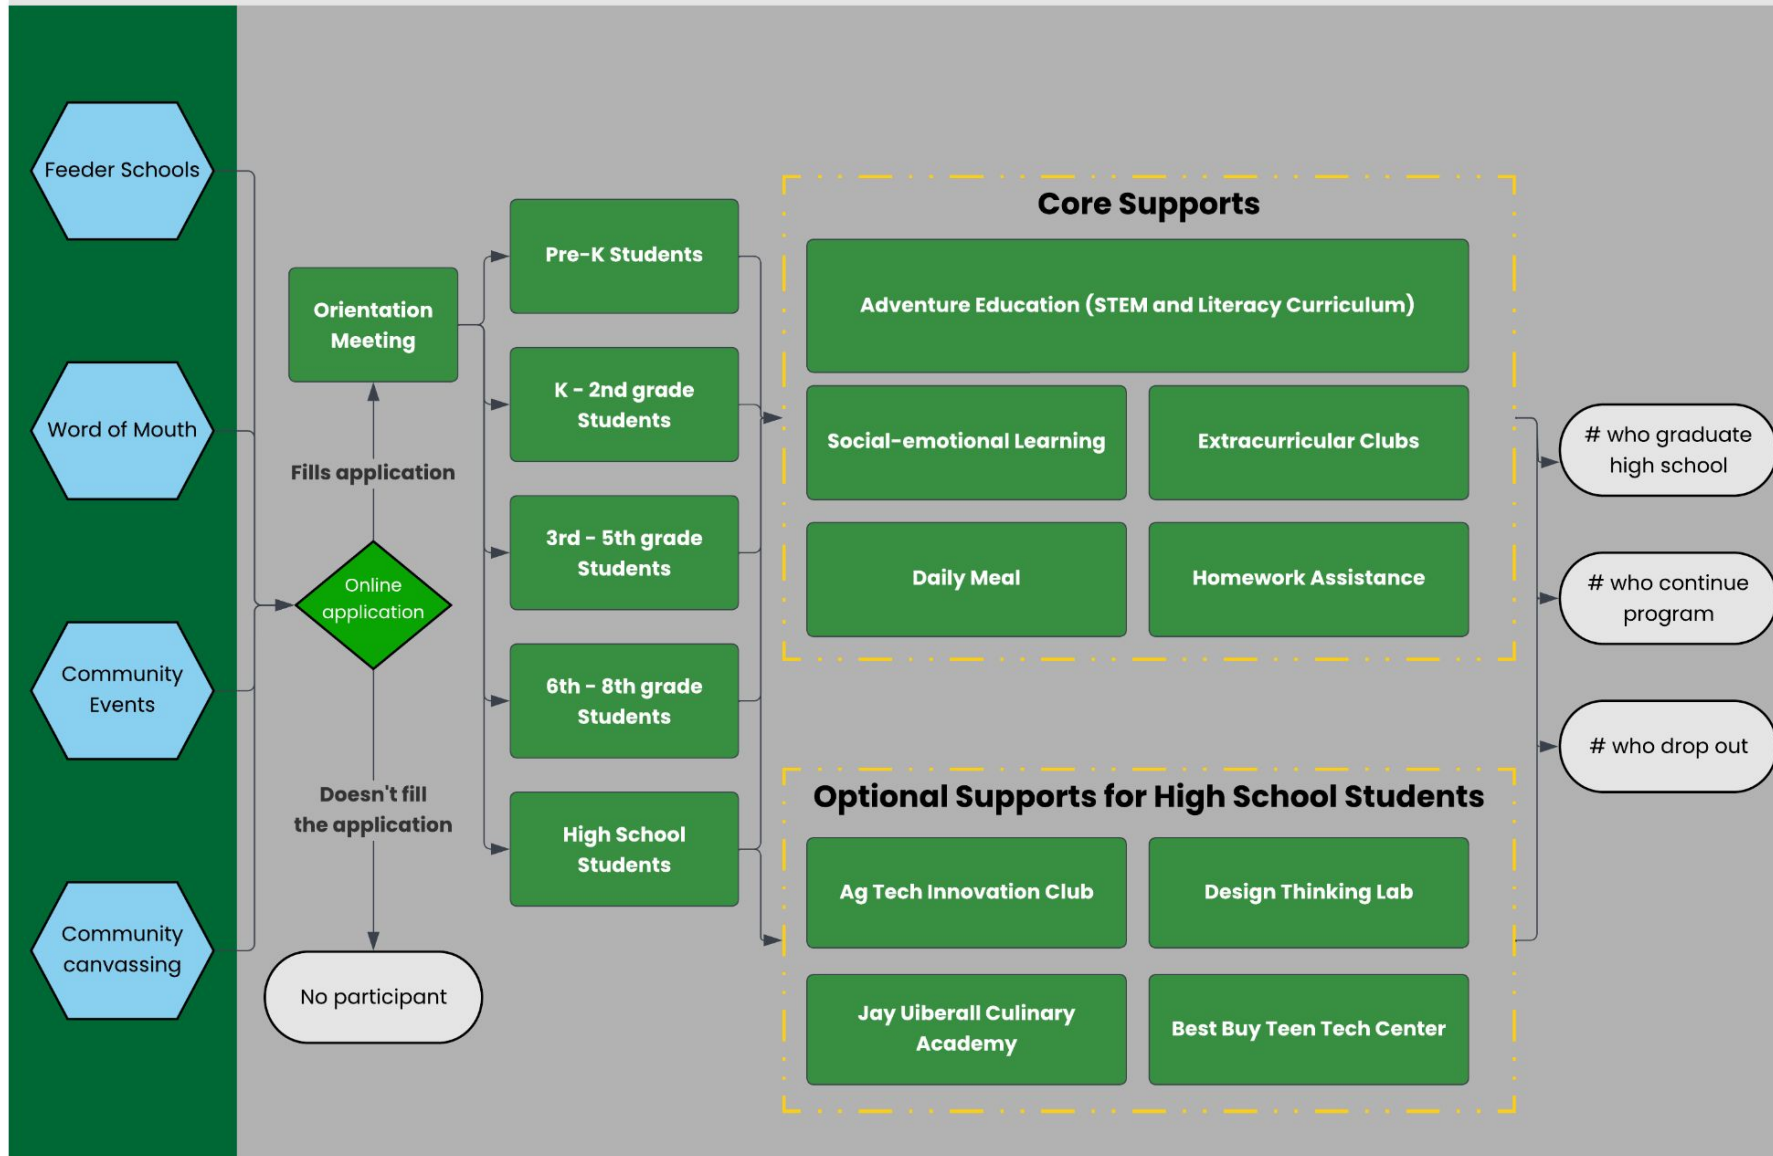 Feeder Schools
Word of Mouth
Community
Events
Community
canvassing
Orientation
Meeting
Fills application
Online
application
Doesn't fill
the application
No participant
Pre-K Students
K - 2nd grade
Students
3rd - 5th grade
Students
6th - 8th grade
Students
High School
Students
Core Supports
Adventure Education (STEM and Literacy Curriculum)
Social-emotional Learning
Extracurricular Clubs
Daily Meal
Homework Assistance
Optional Supports for High School Students
Ag Tech Innovation Club
Design Thinking Lab
Jay Uiberall Culinary
Academy
Best Buy Teen Tech Center
# who graduate
high school
# who continue
program
# who drop out